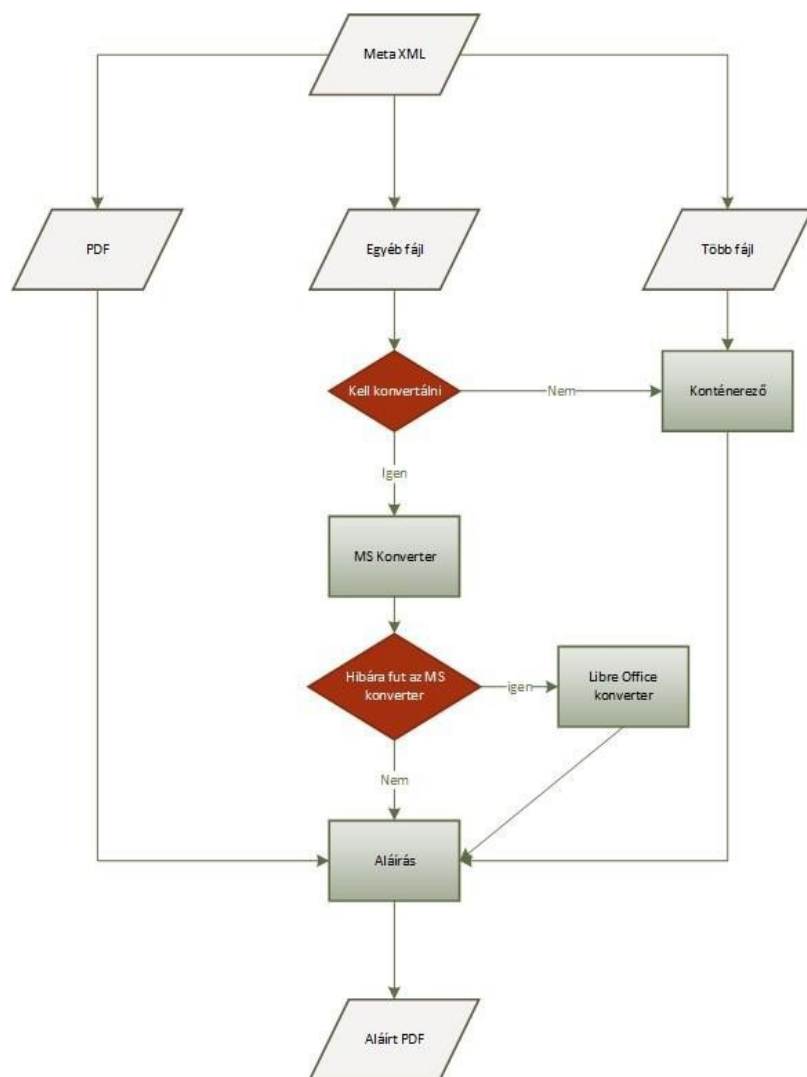 Meta XML
PDF
Egyéb fájl
Több fájl
Kell konvertálni
Nem
Konténerező
Igen
MS Konverter
Hibára fut az MS
konverter
igen
Libre Office
konverter
Nem
Aláírás
Aláírt PDF